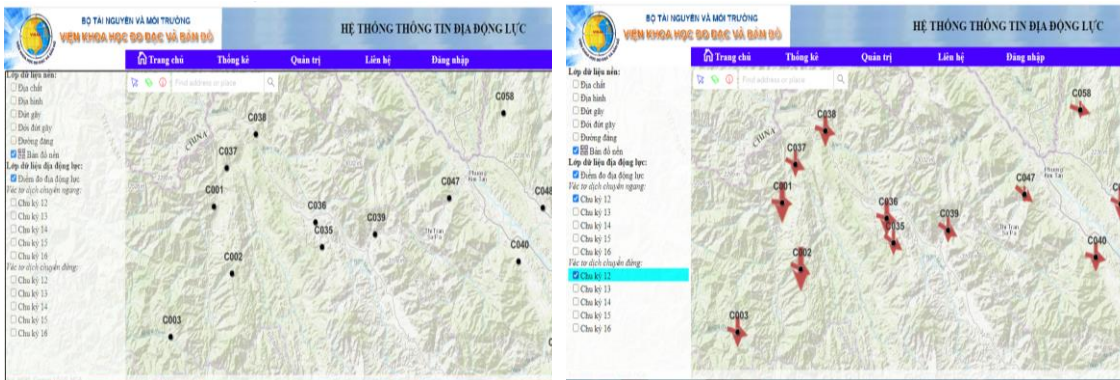 BỘ TÀI NGUYÊN VÀ MÔI TRƯỜNG
VIỆN KHOA HỌC ĐO ĐẠC VÀ BẢN ĐỒ
HỆ THỐNG THÔNG TIN ĐỊA ĐỘNG LỰC
Trang chủ Thống kê Quản trị Liên hệ Đăng nhập
Lớp dữ liệu nền:
Địa chất
Địa hình
Đứt gãy
Đới đứt gãy
Đường đẳng
Bản đồ nền
Lớp dữ liệu địa động lực:
Điểm đo địa động lực
Véc tơ dịch chuyển ngang:
Chu kỳ 12
Chu kỳ 13
Chu kỳ 14
Chu kỳ 15
Chu kỳ 16
Véc tơ dịch chuyển đứng:
Chu kỳ 12
Chu kỳ 13
Chu kỳ 14
Chu kỳ 15
Chu kỳ 16
Find address or place
CHINA
C058
C038
C037
C001
C047
C048
C036
C039
C035
C040
C002
C003
BỘ TÀI NGUYÊN VÀ MÔI TRƯỜNG
VIỆN KHOA HỌC ĐO ĐẠC VÀ BẢN ĐỒ
HỆ THỐNG THÔNG TIN ĐỊA ĐỘNG LỰC
Trang chủ Thống kê Quản trị Liên hệ Đăng nhập
Lớp dữ liệu nền:
Địa chất
Địa hình
Đứt gãy
Đới đứt gãy
Đường đẳng
Bản đồ nền
Lớp dữ liệu địa động lực:
Điểm đo địa động lực
Véc tơ dịch chuyển ngang:
Chu kỳ 12
Chu kỳ 13
Chu kỳ 14
Chu kỳ 15
Chu kỳ 16
Véc tơ dịch chuyển đứng:
Chu kỳ 12
Chu kỳ 13
Chu kỳ 14
Chu kỳ 15
Chu kỳ 16
Find address or place
CHINA
C058
C038
C037
C001
C047
C036
C039
C035
C040
C002
C003